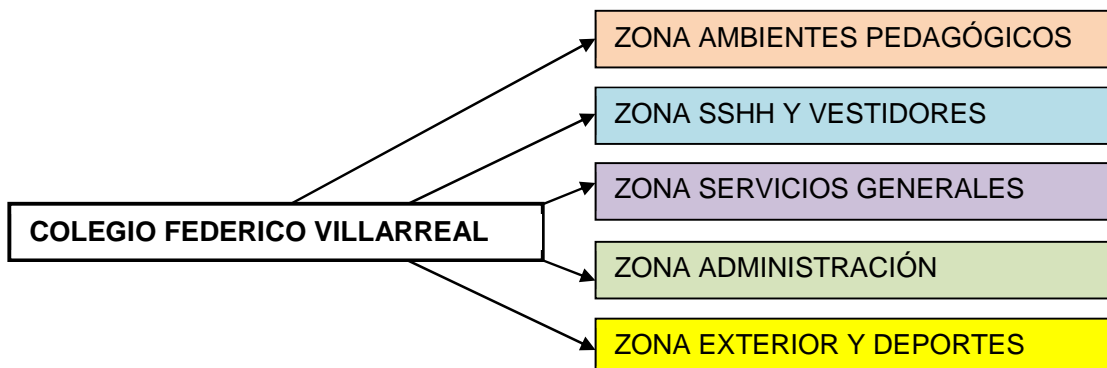 ZONA AMBIENTES PEDAGÓGICOS
ZONA SSHH Y VESTIDORES
ZONA SERVICIOS GENERALES
COLEGIO FEDERICO VILLARREAL
ZONA ADMINISTRACIÓN
ZONA EXTERIOR Y DEPORTES